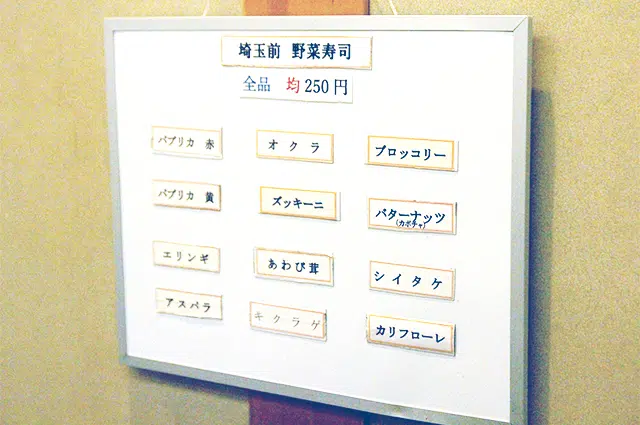 埼玉前 野菜寿司
全品 均250円
パプリカ 赤
オクラ
ブロッコリー
パプリカ 黄
ズッキーニ
バターナッツ
(カボチャ)
エリンギ
あわび茸
シイタケ
アスパラ
キクラゲ
カリフローレ